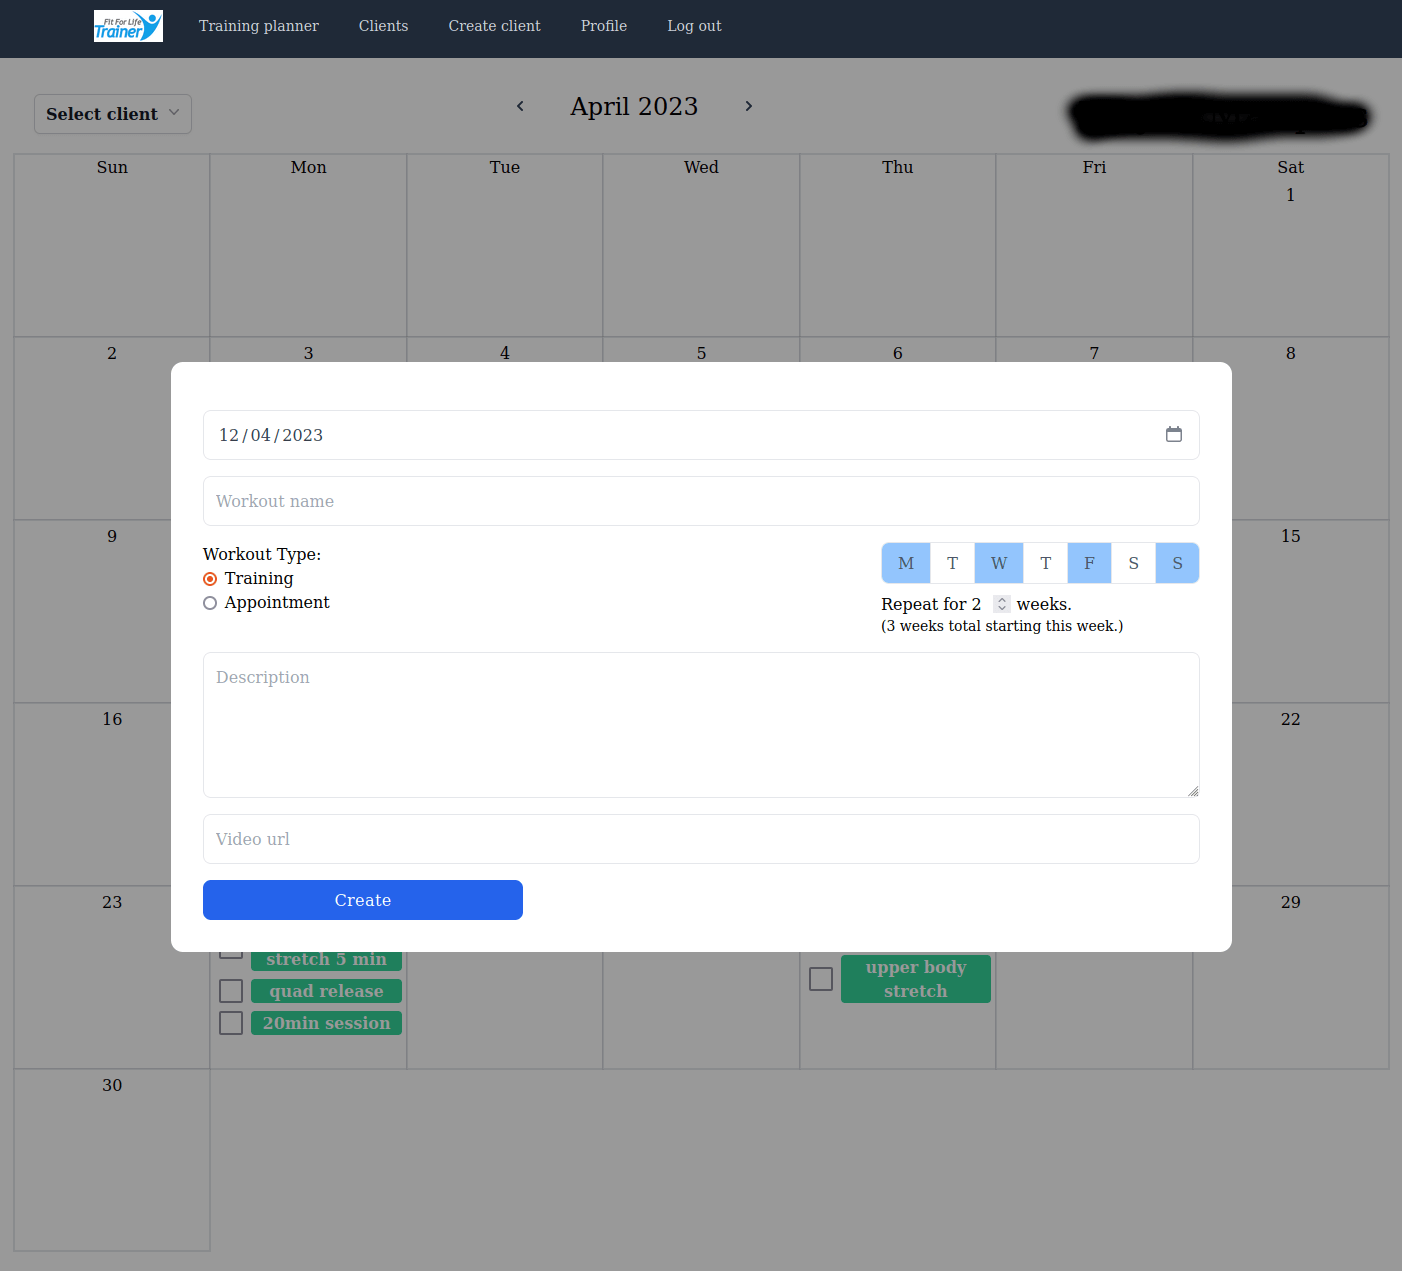 Fit For Life
Trainer
Training planner Clients Create client Profile Log out
Select client
April 2023
Sun Mon Tue Wed Thu Fri Sat
1
2 3 4 5 6 7 8
12/04/2023
Workout name
9 15
Workout Type:
Training
Appointment
M T W T F S S
Repeat for 2 weeks.
(3 weeks total starting this week.)
Description
16 22
Video url
Create
23 29
stretch 5 min
quad release
20min session
upper body
stretch
30